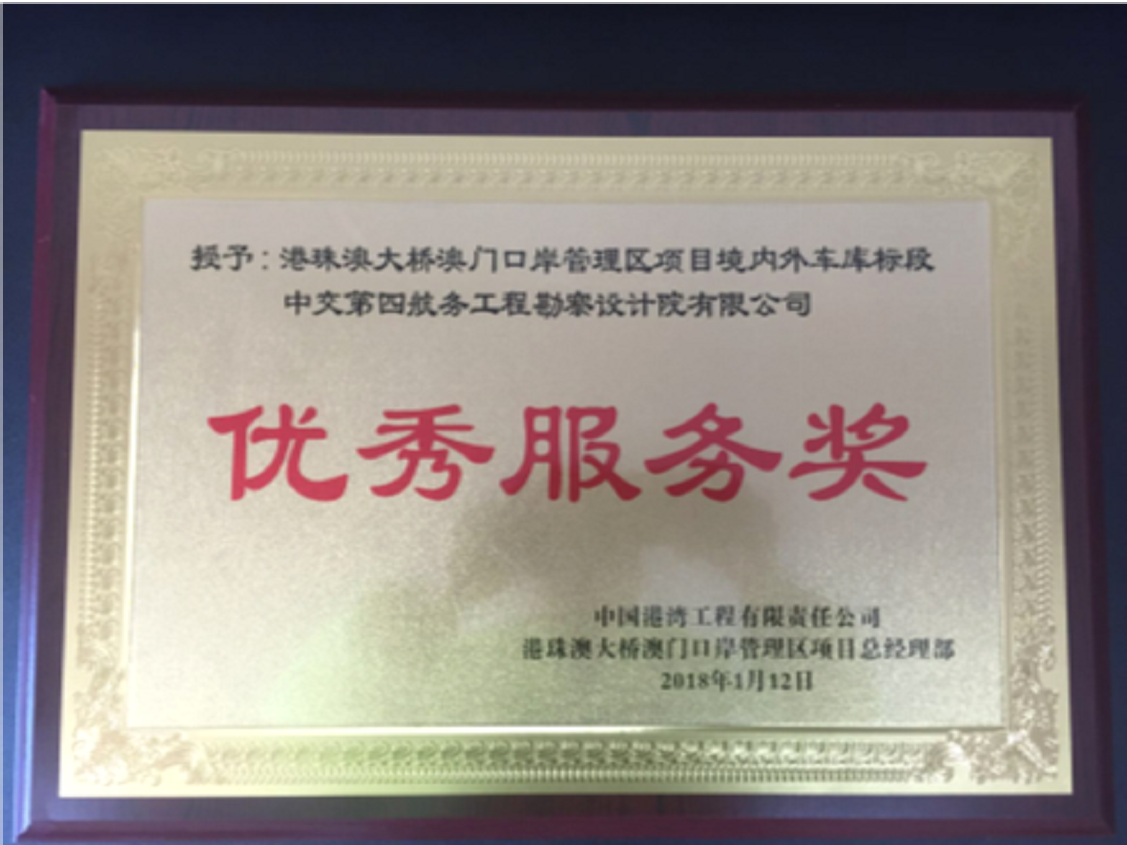 授予：港珠澳大桥澳门口岸管理区项目境内外车库标段
中交第四航务工程勘察设计院有限公司
优秀服务奖
中国港湾工程有限责任公司
港珠澳大桥澳门口岸管理区项目总经理部
2018年1月12日